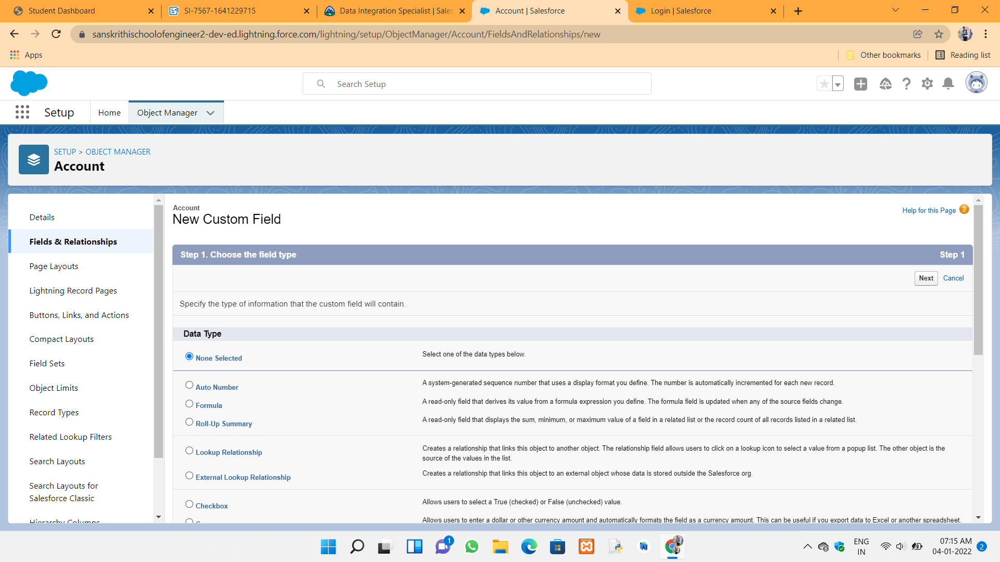 Student Dashboard
SI-7567-1641229715
Data Integration Specialist | Sales
Account | Salesforce
Login | Salesforce
sanskrithischoolofengineer2-dev-ed.lightning.force.com/lightning/setup/ObjectManager/Account/FieldsAndRelationships/new
Apps
Other bookmarks
Reading list
Search Setup
Setup
Home
Object Manager
SETUP > OBJECT MANAGER
Account
Details
Fields & Relationships
Page Layouts
Lightning Record Pages
Buttons, Links, and Actions
Compact Layouts
Field Sets
Object Limits
Record Types
Related Lookup Filters
Search Layouts
Search Layouts for
Salesforce Classic
Hierarchy Columns
Account
New Custom Field
Help for this Page
Step 1. Choose the field type
Step 1
Next
Cancel
Specify the type of information that the custom field will contain.
Data Type
None Selected
Select one of the data types below.
Auto Number
A system-generated sequence number that uses a display format you define. The number is automatically incremented for each new record.
Formula
A read-only field that derives its value from a formula expression you define. The formula field is updated when any of the source fields change.
Roll-Up Summary
A read-only field that displays the sum, minimum, or maximum value of a field in a related list or the record count of all records listed in a related list.
Lookup Relationship
Creates a relationship that links this object to another object. The relationship field allows users to click on a lookup icon to select a value from a popup list. The other object is the
source of the values in the list.
External Lookup Relationship
Creates a relationship that links this object to an external object whose data is stored outside the Salesforce org.
Checkbox
Allows users to select a True (checked) or False (unchecked) value.
Allows users to enter a dollar or other currency amount and automatically formats the field as a currency amount. This can be useful if you export data to Excel or another spreadsheet.
1
ENG
IN
07:15 AM
04-01-2022
2